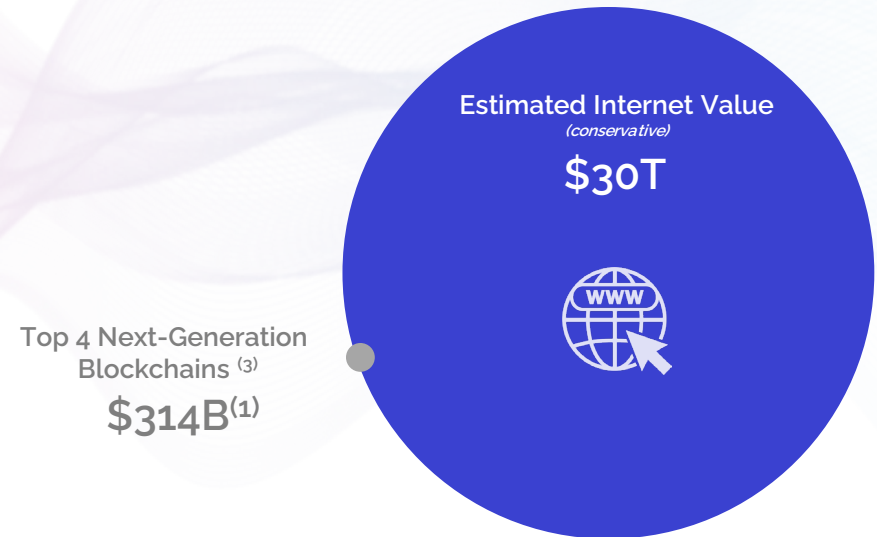 Estimated Internet Value
(conservative)
$30T
WWW
Top 4 Next-Generation
Blockchains (3)
$314B(1)